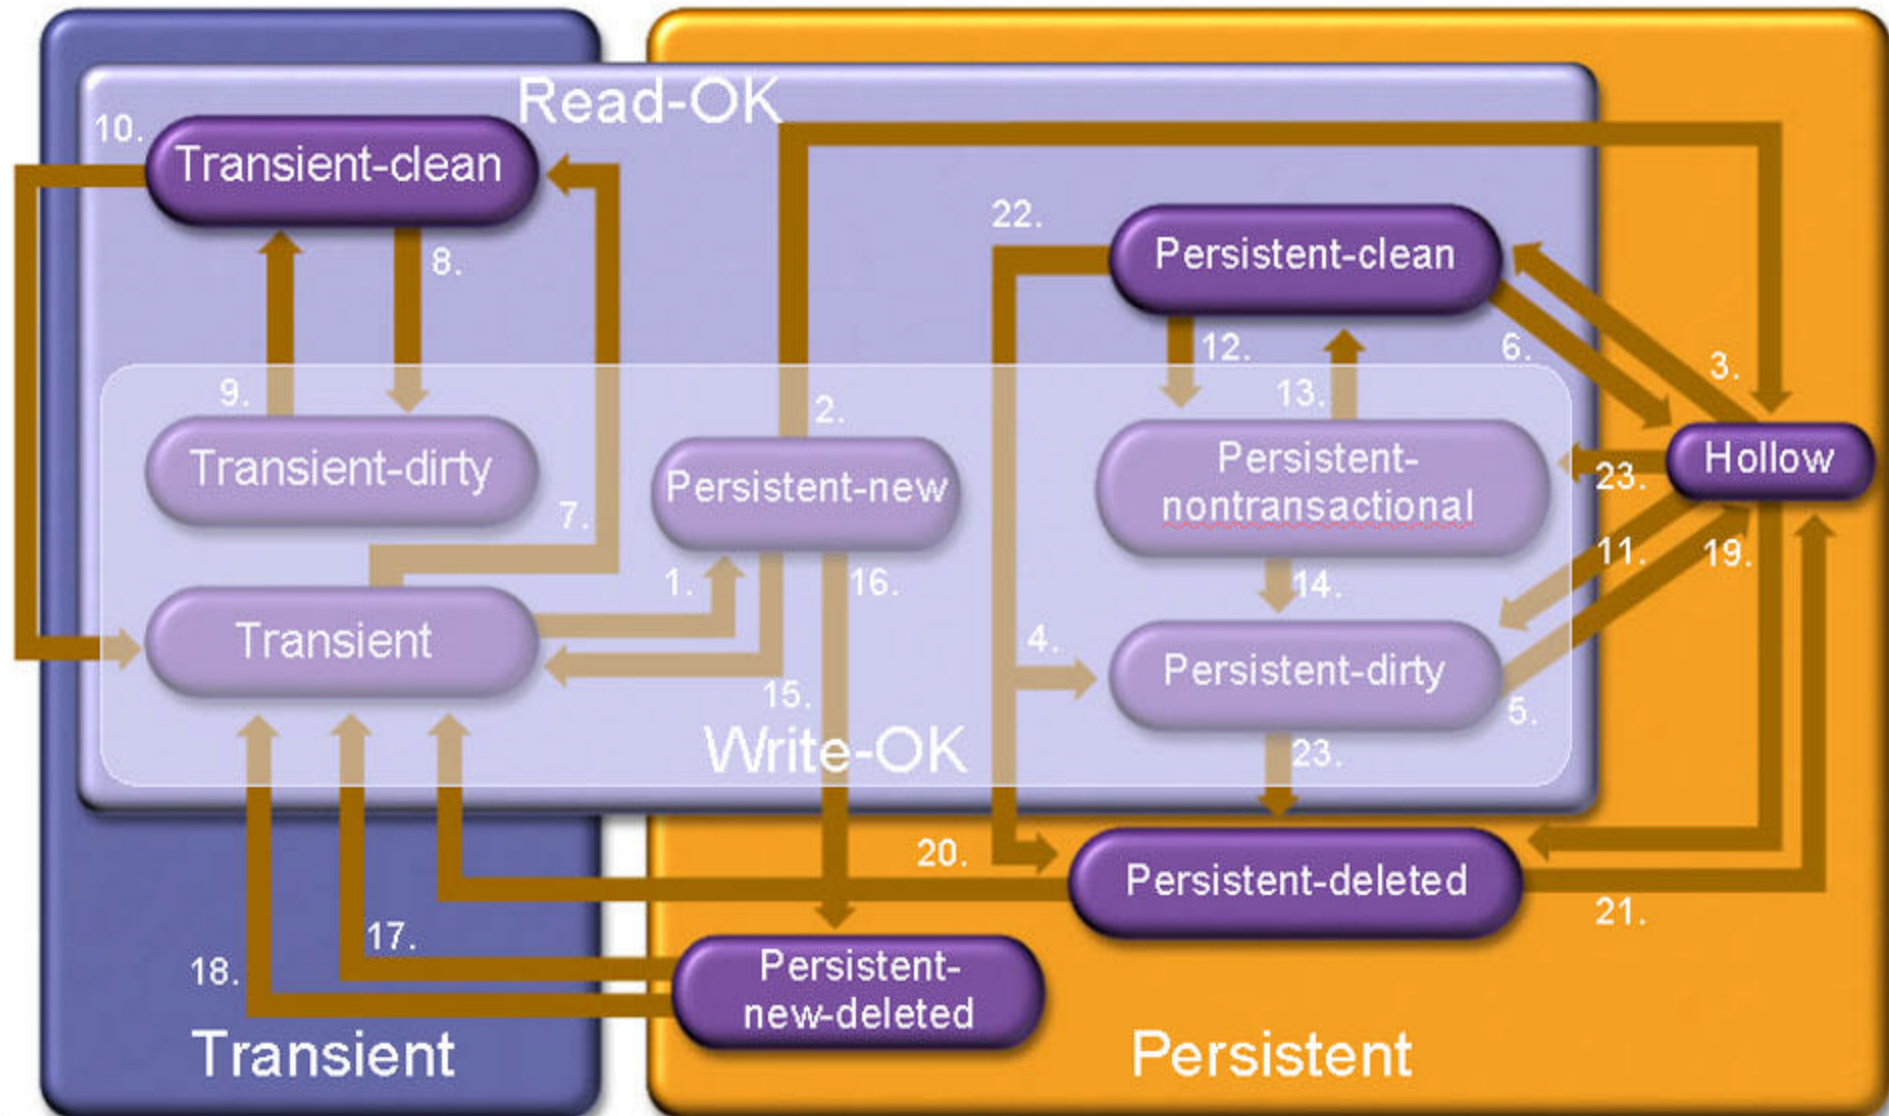 Read-OK
10.
Transient-clean
22.
Persistent-clean
8.
12.
6.
3.
9.
13.
2.
Transient-dirty
Persistent-new
Persistent-
nontransactional
Hollow
23.
7.
1.
16.
14.
11.
19.
Transient
4.
Persistent-dirty
15.
5.
Write-OK
23.
20.
Persistent-deleted
21.
17.
18.
Persistent-
new-deleted
Transient
Persistent